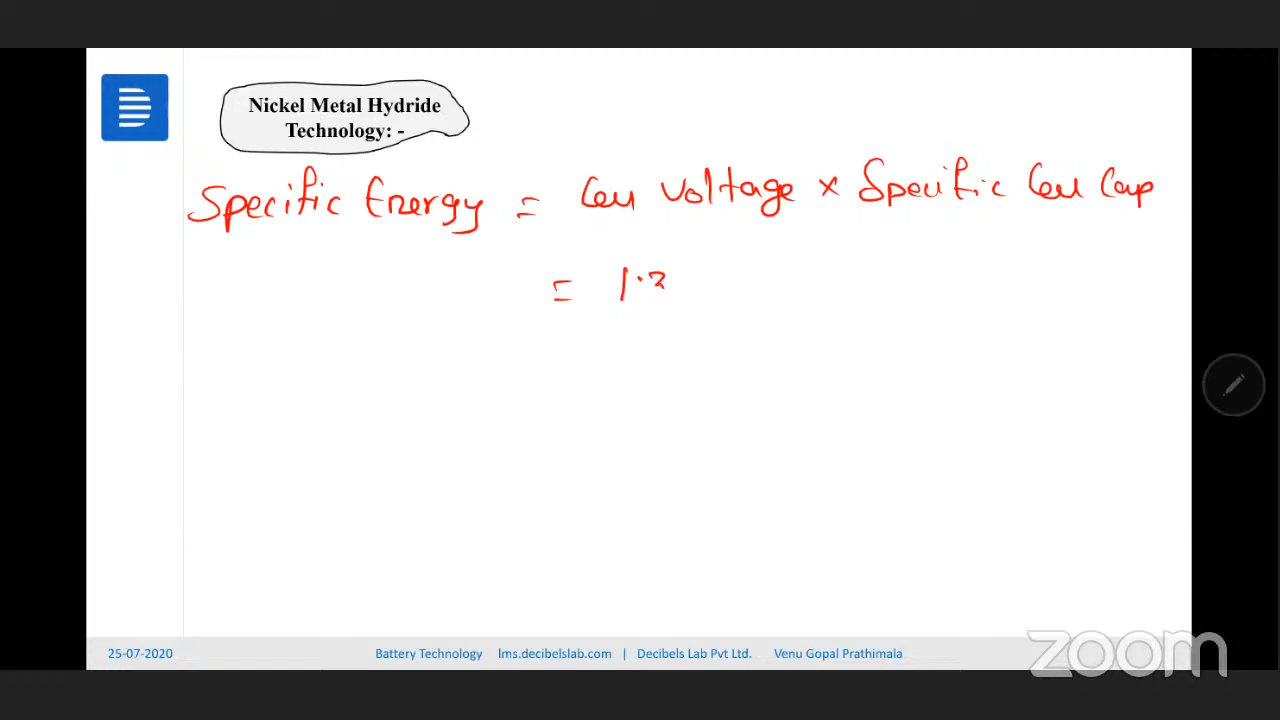 Nickel Metal Hydride
Technology: -
Specific Energy = Cell Voltage × Specific Cell Cap
= 1.3
25-07-2020 Battery Technology lms.decibelslab.com | Decibels Lab Pvt Ltd. Venu Gopal Prathimala
zoom